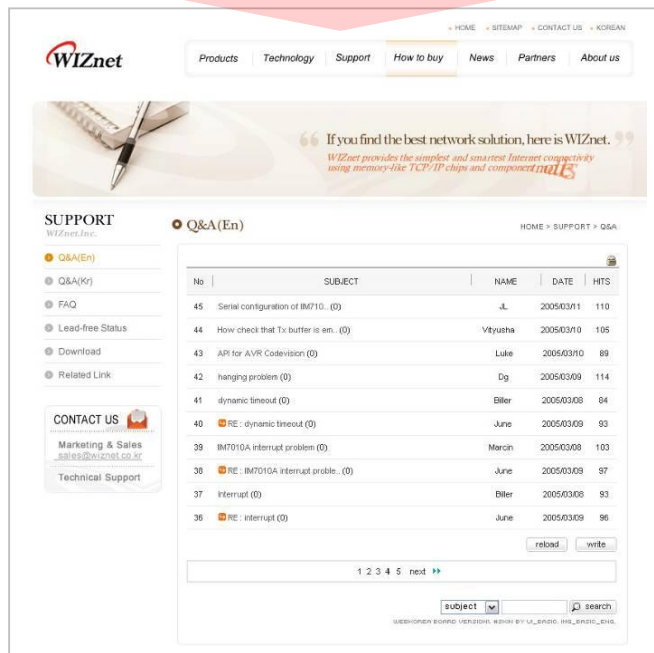 HOME SITEMAP CONTACT US KOREAN
WIZnet
Products Technology Support How to buy News Partners About us
If you find the best network solution, here is WIZnet.
WIZnet provides the simplest and smartest Internet connectivity
using memory-like TCP/IP chips and component
SUPPORT
WIZnet.Inc.
Q&A(En)
HOME > SUPPORT > Q&A
Q&A(En)
Q&A(Kr)
FAQ
Lead-free Status
Download
Related Link
CONTACT US
Marketing & Sales
sales@wiznet.co.kr
Technical Support
No SUBJECT NAME DATE HITS
45 Serial configuration of IIM710.. (0) JL 2005/03/11 110
44 How check that Tx butter is em.. (0) Vityusha 2005/03/10 105
43 API for AVR Codevision (0) Luke 2005/03/10 89
42 hanging problem (0) Dg 2005/03/09 114
41 dynamic timeout (0) Biller 2005/03/08 84
40 RE : dynamic timeout (0) June 2005/03/09 93
39 IIM7010A interrupt problem (0) Marcin 2005/03/08 103
38 RE : IIM7010A interrupt proble.. (0) June 2005/03/09 97
37 Interrupt (0) Biller 2005/03/08 93
36 RE : interrupt (0) June 2005/03/09 96
reload write
1 2 3 4 5 next
subject search